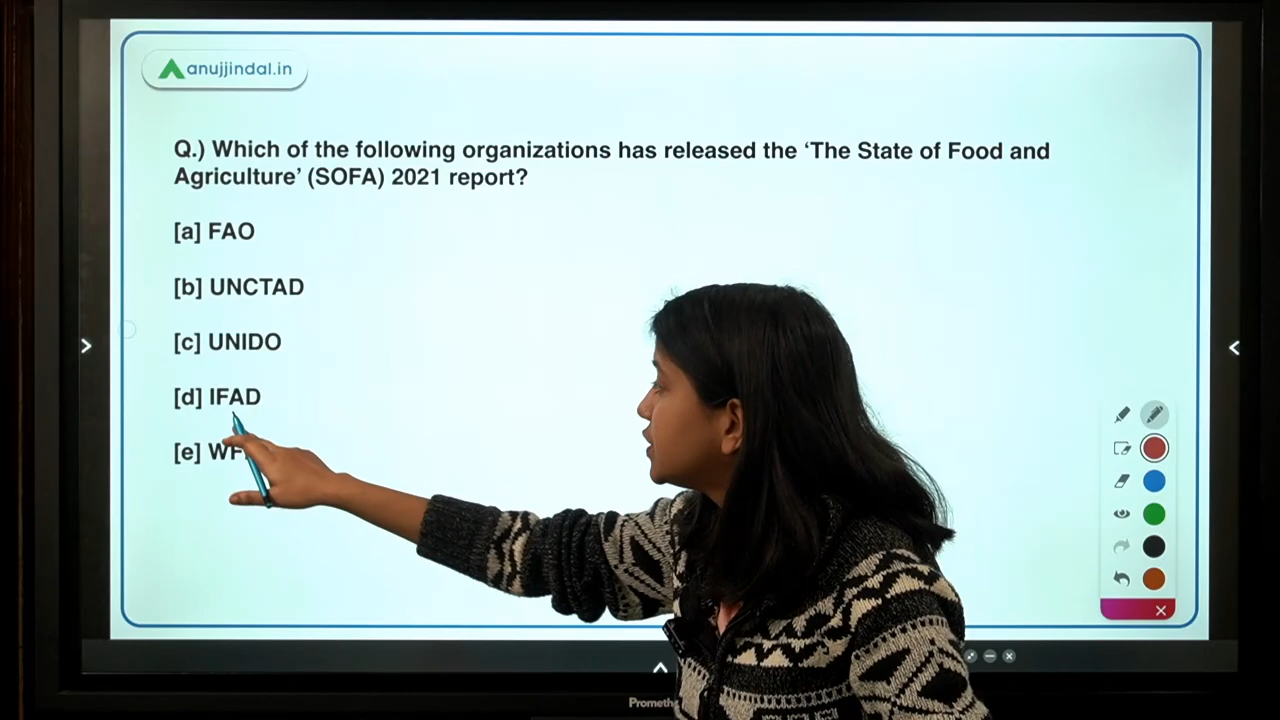 anujjindal.in
Q.) Which of the following organizations has released the ‘The State of Food and
Agriculture’ (SOFA) 2021 report?
[a] FAO
[b] UNCTAD
[c] UNIDO
[d] IFAD
[e]